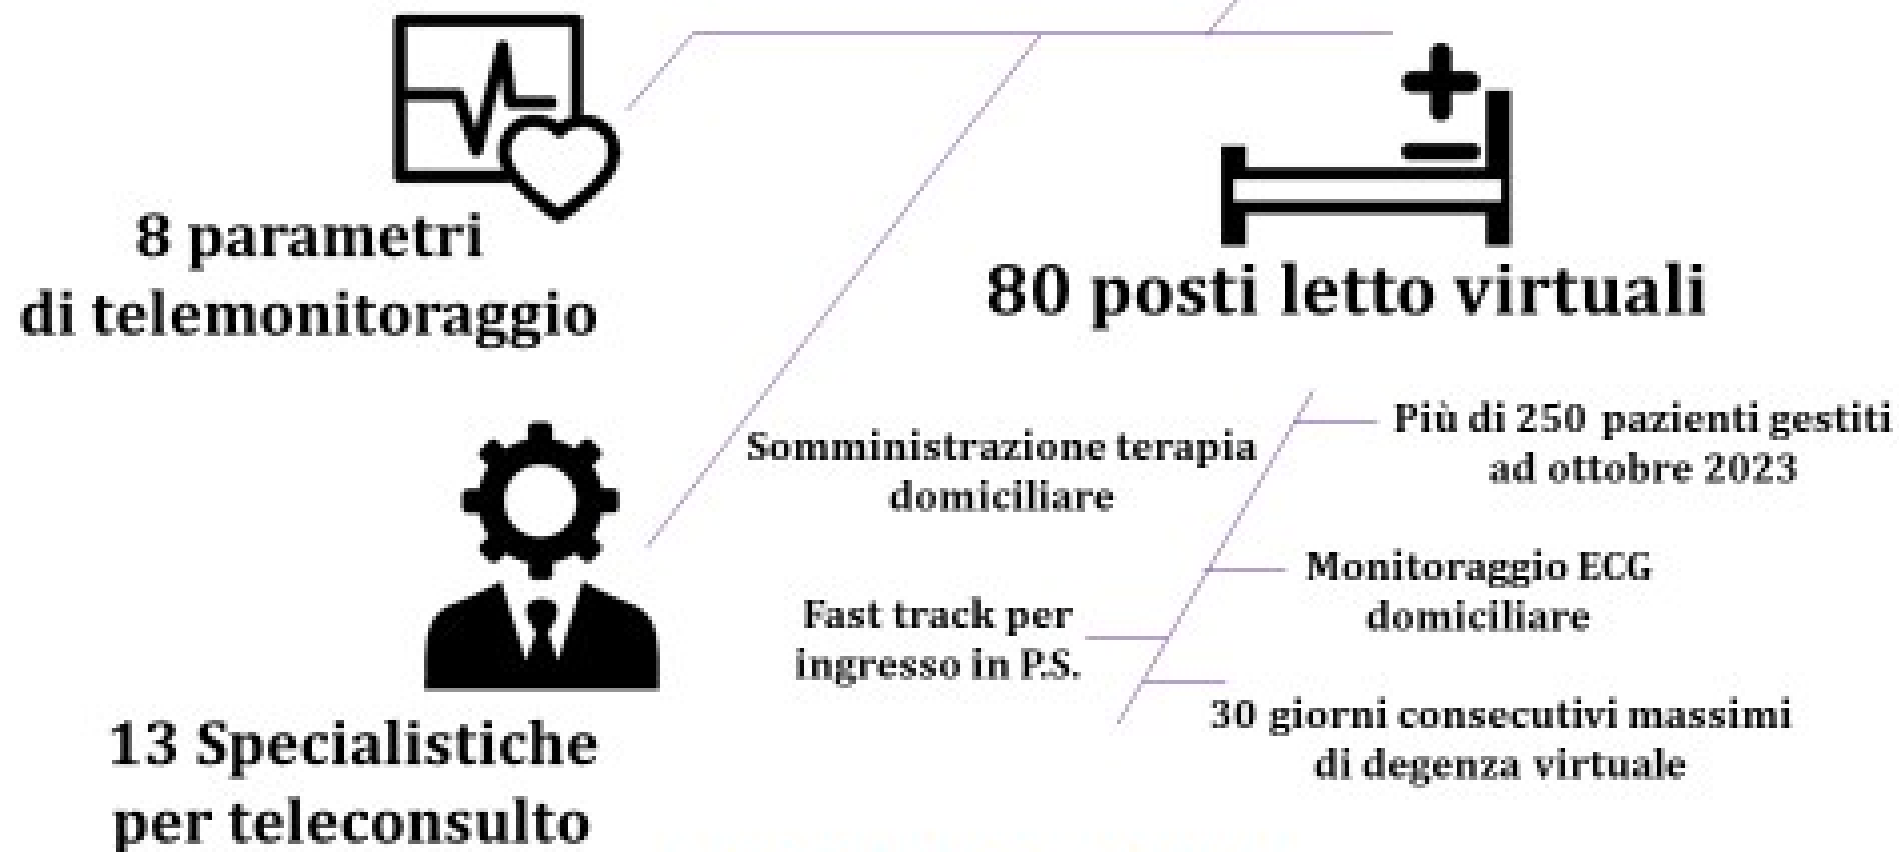 8 parametri
di telemonitoraggio
80 posti letto virtuali
Somministrazione terapia
domiciliare
Più di 250 pazienti gestiti
ad ottobre 2023
Monitoraggio ECG
domiciliare
Fast track per
ingresso in P.S.
30 giorni consecutivi massimi
di degenza virtuale
13 Specialistiche
per teleconsulto